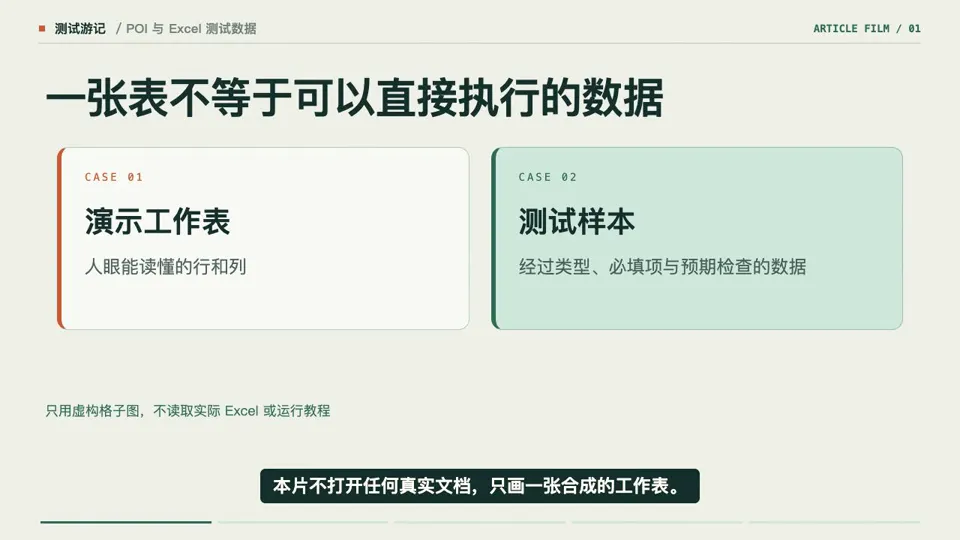 测试游记 / POI 与 Excel 测试数据
ARTICLE FILM / 01
一张表不等于可以直接执行的数据
CASE 01
演示工作表
人眼能读懂的行和列
CASE 02
测试样本
经过类型、必填项与预期检查的数据
只用虚构格子图，不读取实际 Excel 或运行教程
本片不打开任何真实文档，只画一张合成的工作表。